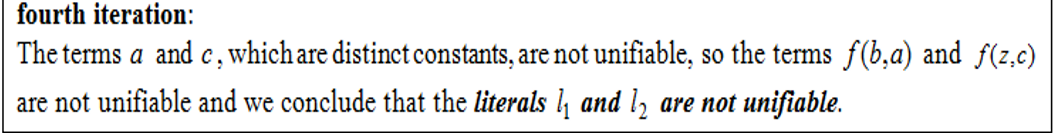 fourth iteration:
The terms a and c, which are distinct constants, are not unifiable, so the terms f(b,a) and f(z,c)
are not unifiable and we conclude that the literals l₁ and l₂ are not unifiable.